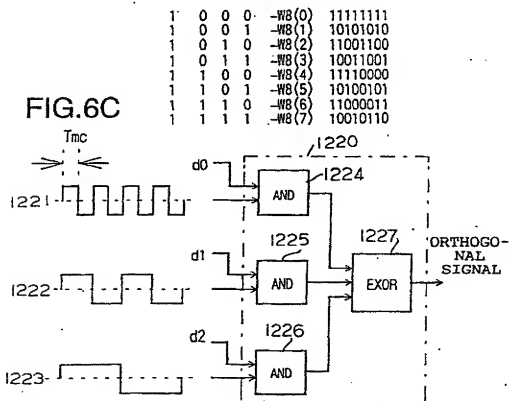 1 0 0 0 -W8(0) 11111111
1 0 0 1 -W8(1) 10101010
1 0 1 0 -W8(2) 11001100
1 0 1 1 -W8(3) 10011001
1 1 0 0 -W8(4) 11110000
1 1 0 1 -W8(5) 10100101
1 1 1 0 -W8(6) 11000011
1 1 1 1 -W8(7) 10010110
FIG.6C
Tmc
1220
d0
1224
1221
AND
1225
1227
d1
ORTHOGO-
NAL
SIGNAL
1222
AND
EXOR
d2
1226
1223
AND